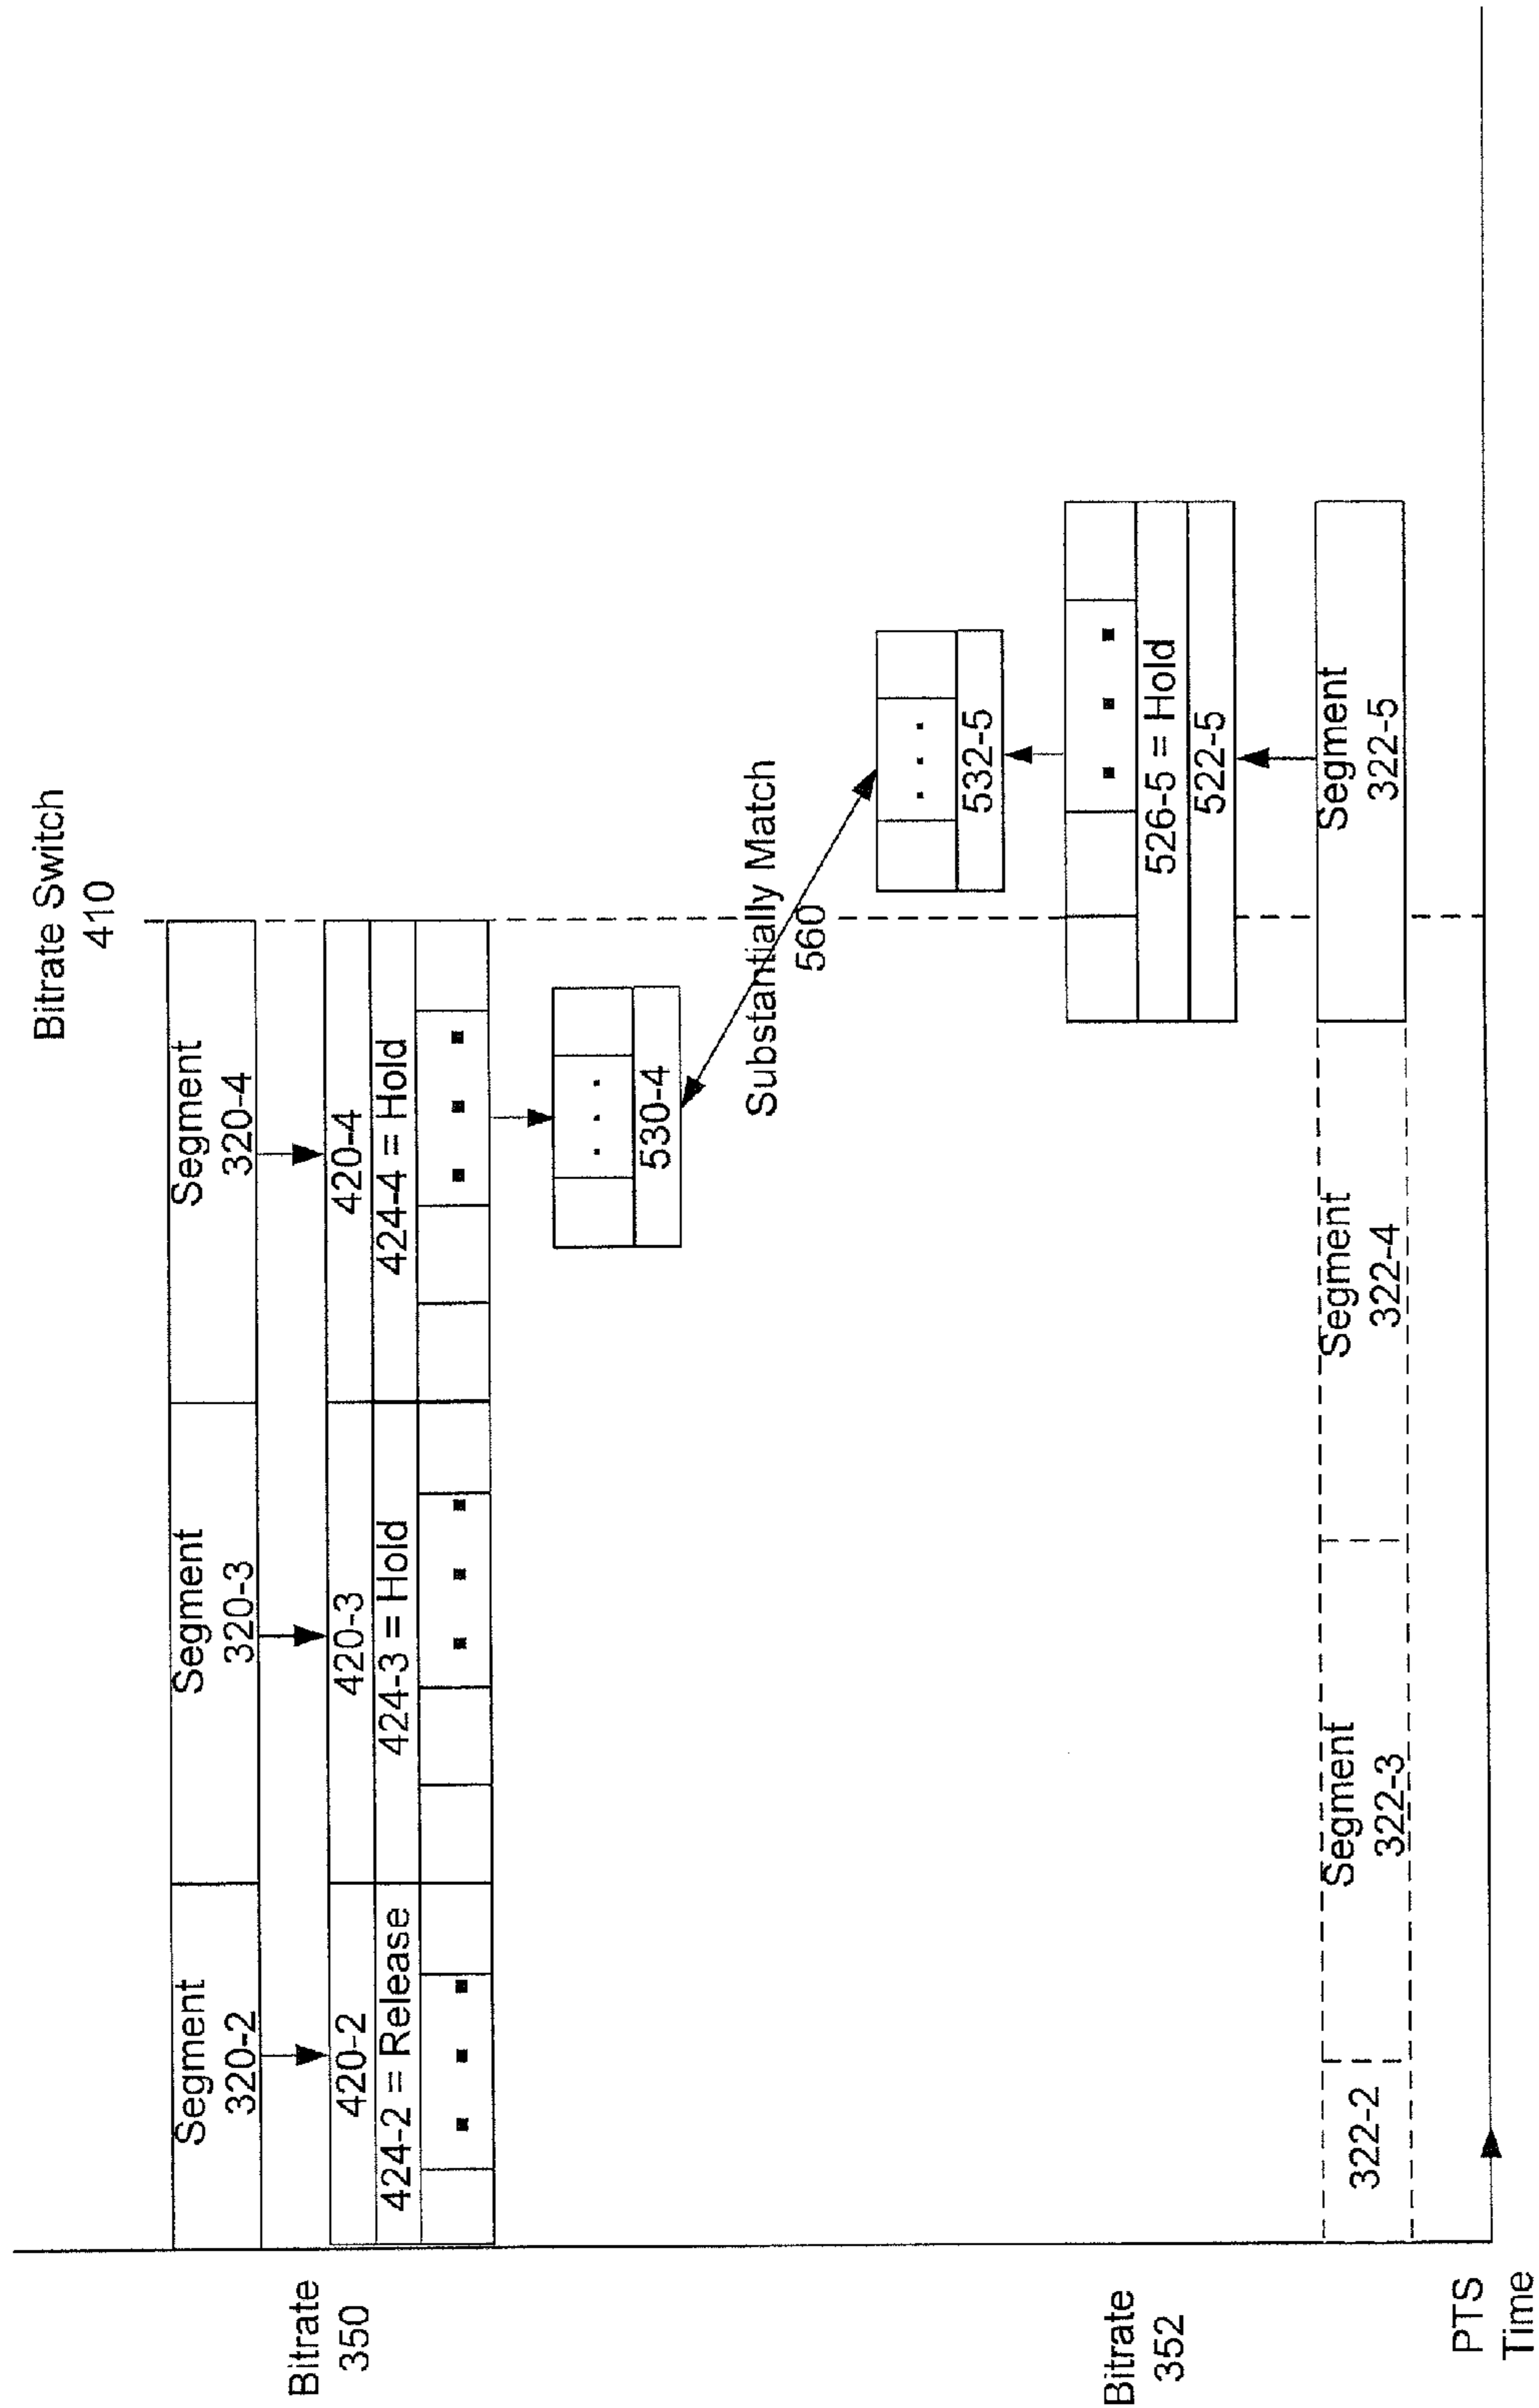 Bitrate Switch
410
Bitrate
350
Segment
320-2
Segment
320-3
Segment
320-4
420-2
420-3
420-4
424-2 = Release
424-3 = Hold
424-4 = Hold
530-4
Substantially Match
560
532-5
Bitrate
352
526-5 = Hold
522-5
322-2
Segment
322-3
Segment
322-4
Segment
322-5
PTS
Time